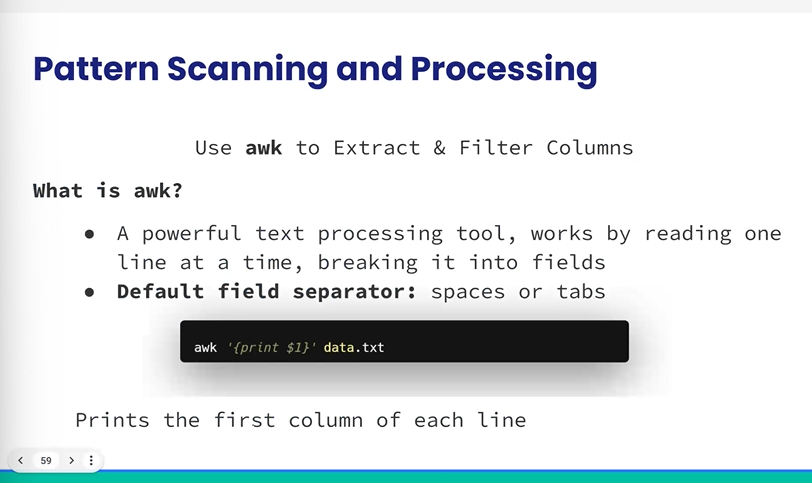 Pattern Scanning and Processing
Use awk to Extract & Filter Columns
What is awk?
● A powerful text processing tool, works by reading one
line at a time, breaking it into fields
● Default field separator: spaces or tabs
awk '{print $1}' data.txt
Prints the first column of each line
59